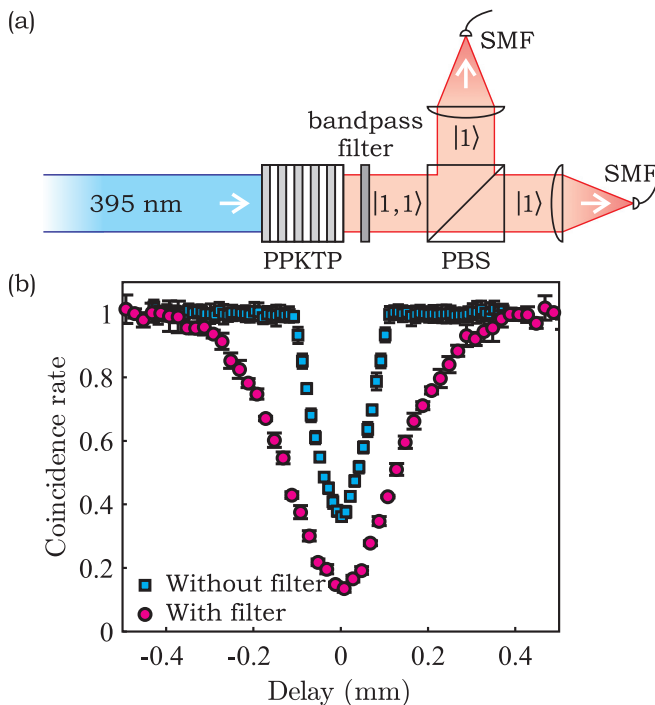 (a)
SMF
bandpass
filter
|1⟩
SMF
395 nm
|1,1⟩
|1⟩
PPKTP
PBS
(b)
1
0.8
0.6
0.4
0.2
0
Coincidence rate
Without filter
With filter
-0.4
-0.2
0
0.2
0.4
Delay (mm)